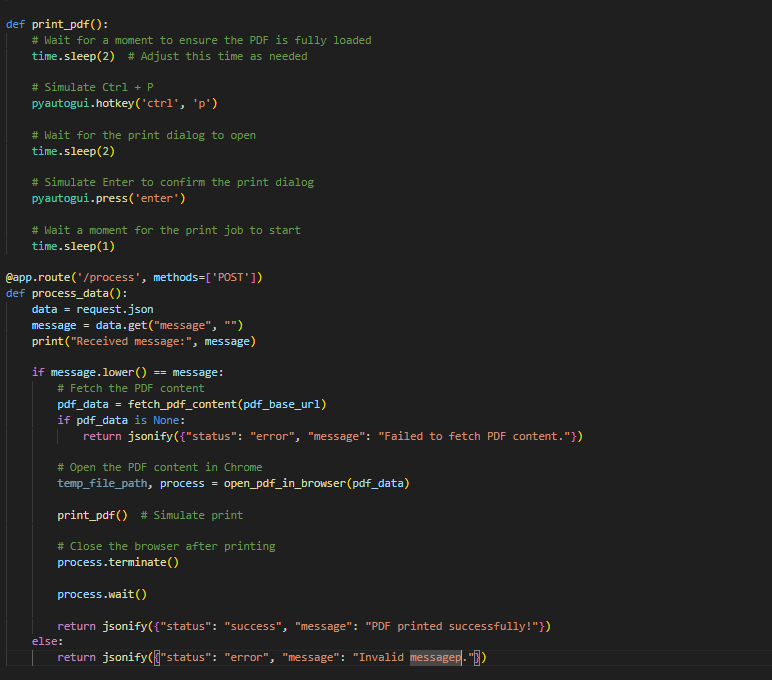 def print_pdf():
    # Wait for a moment to ensure the PDF is fully loaded
    time.sleep(2)  # Adjust this time as needed
    # Simulate Ctrl + P
    pyautogui.hotkey('ctrl', 'p')
    # Wait for the print dialog to open
    time.sleep(2)
    # Simulate Enter to confirm the print dialog
    pyautogui.press('enter')
    # Wait a moment for the print job to start
    time.sleep(1)
@app.route('/process', methods=['POST'])
def process_data():
    data = request.json
    message = data.get("message", "")
    print("Received message:", message)
    if message.lower() == message:
        # Fetch the PDF content
        pdf_data = fetch_pdf_content(pdf_base_url)
        if pdf_data is None:
            return jsonify({"status": "error", "message": "Failed to fetch PDF content."})
        # Open the PDF content in Chrome
        temp_file_path, process = open_pdf_in_browser(pdf_data)
        print_pdf()  # Simulate print
        # Close the browser after printing
        process.terminate()
        process.wait()
        return jsonify({"status": "success", "message": "PDF printed successfully!"})
    else:
        return jsonify({"status": "error", "message": "Invalid messagep."})